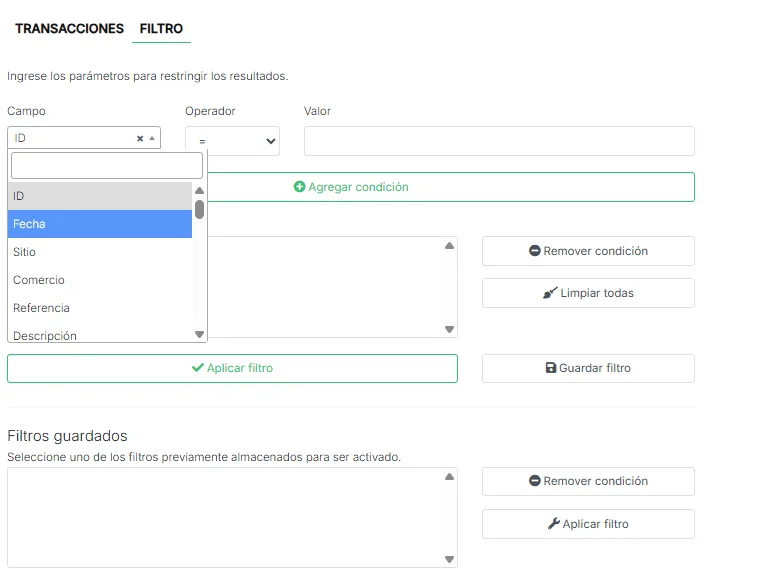 TRANSACCIONES FILTRO
Ingrese los parámetros para restringir los resultados.
Campo Operador Valor
ID × =
Agregar condición
ID
Fecha
Sitio
Comercio
Referencia
Descripción
Remover condición
Limpiar todas
Aplicar filtro Guardar filtro
Filtros guardados
Seleccione uno de los filtros previamente almacenados para ser activado.
Remover condición
Aplicar filtro